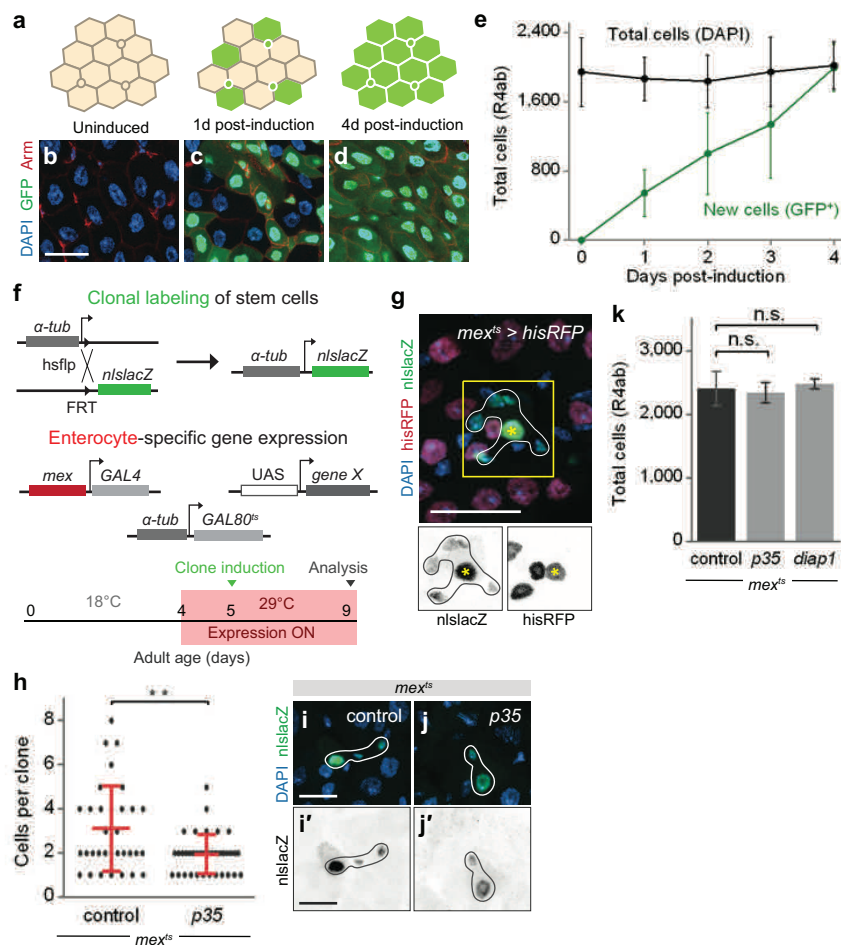 a
Uninduced
1d post-induction
4d post-induction
b
c
d
DAPI GFP Arm
e
Total cells (DAPI)
New cells (GFP⁺)
Total cells (R4ab)
1,600
800
0
0 1 2 3 4
Days post-induction
f
Clonal labeling of stem cells
α-tub
hsflp
nlslacZ
FRT
α-tub nlslacZ
Enterocyte-specific gene expression
mex GAL4
UAS gene X
α-tub GAL80ᵗˢ
Clone induction
Analysis
0 18°C 4 5 29°C 9
Expression ON
Adult age (days)
g
mexᵗˢ > hisRFP
DAPI hisRFP nlslacZ
*
*
*
nlslacZ
hisRFP
k
n.s.
n.s.
Total cells (R4ab)
3,000
2,000
1,000
0
control p35 diap1
mexᵗˢ
h
**
Cells per clone
8
6
4
2
0
control p35
mexᵗˢ
mexᵗˢ
i control
j p35
DAPI nlslacZ
i′
j′
nlslacZ